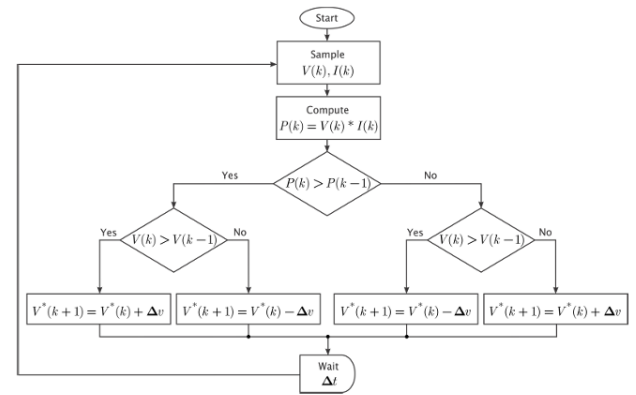 Start
Sample
V(k), I(k)
Compute
P(k) = V(k) * I(k)
Yes
P(k) > P(k − 1)
No
Yes
V(k) > V(k − 1)
No
Yes
V(k) > V(k − 1)
No
V*(k + 1) = V*(k) + Δv
V*(k + 1) = V*(k) − Δv
V*(k + 1) = V*(k) − Δv
V*(k + 1) = V*(k) + Δv
Wait
Δt